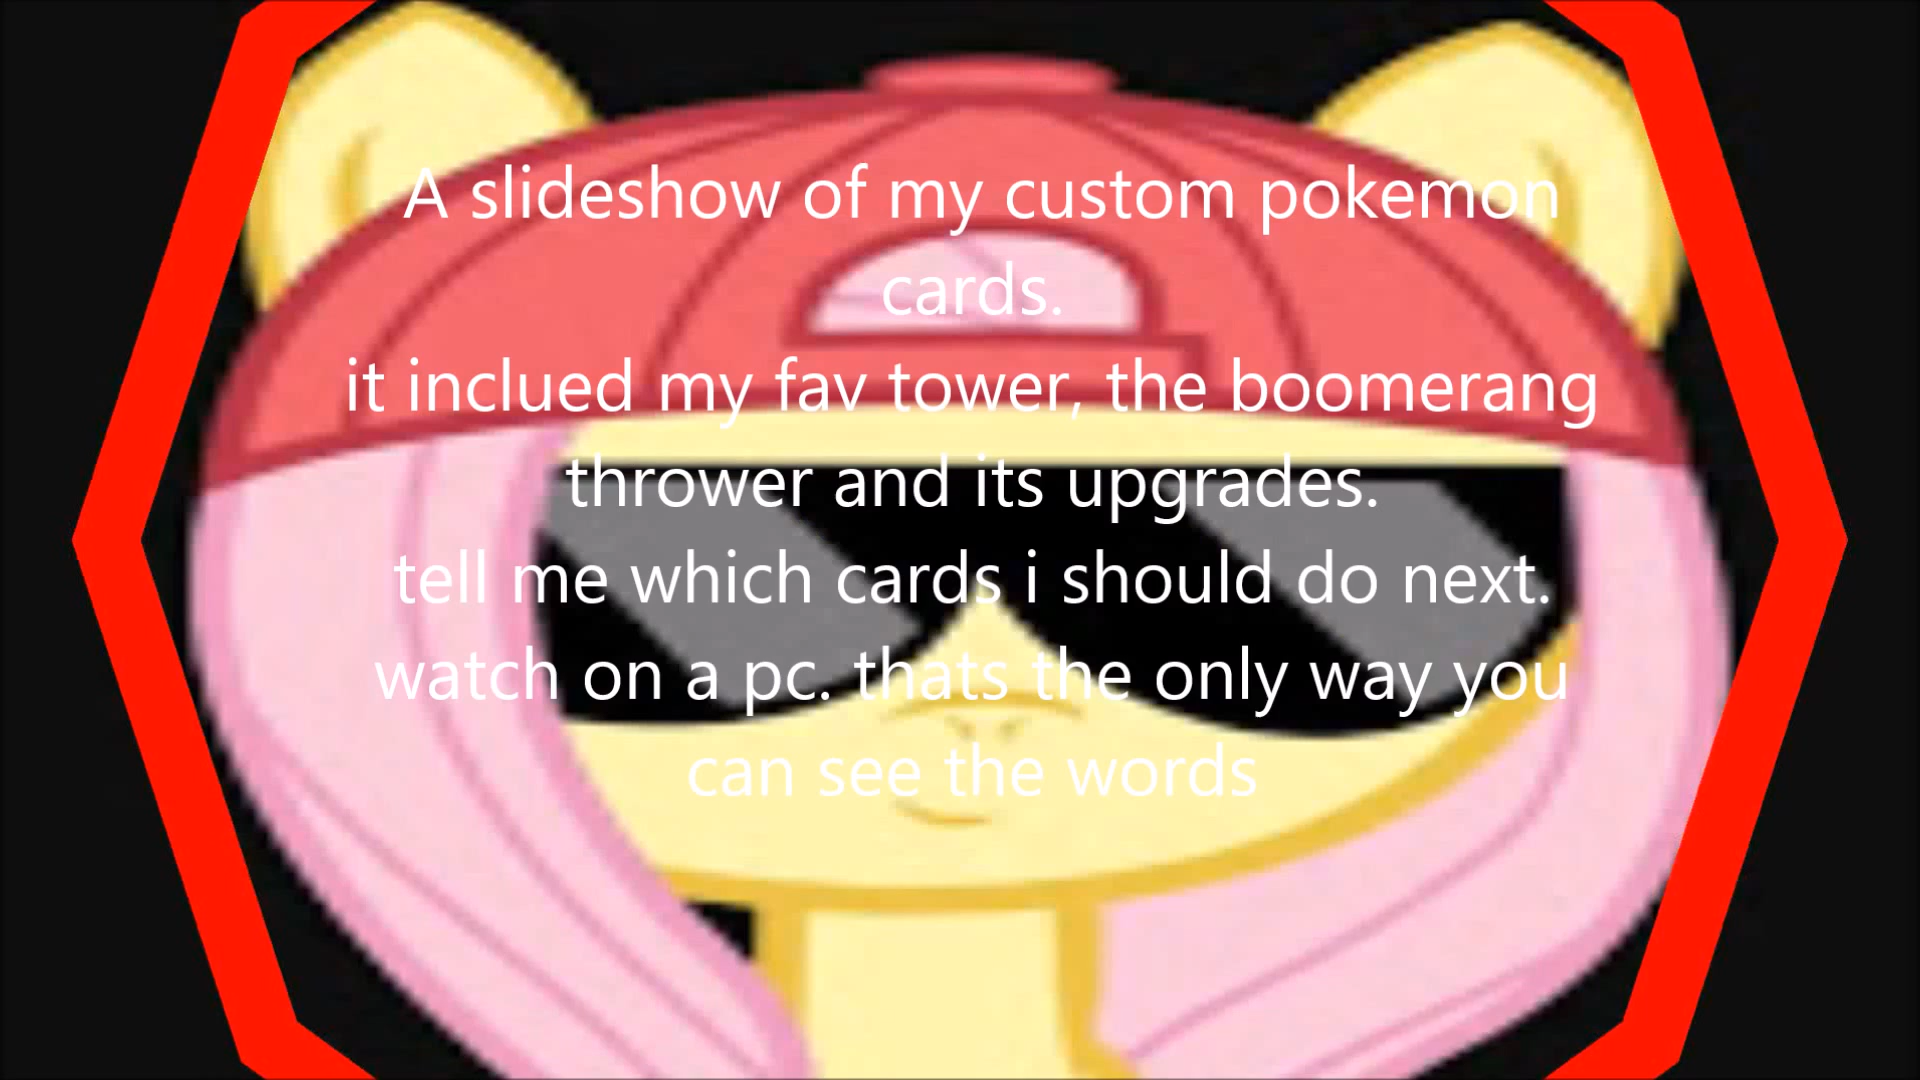 A slideshow of my custom pokemon
cards.
it inclued my fav tower, the boomerang
thrower and its upgrades.
tell me which cards i should do next.
watch on a pc. thats the only way you
can see the words